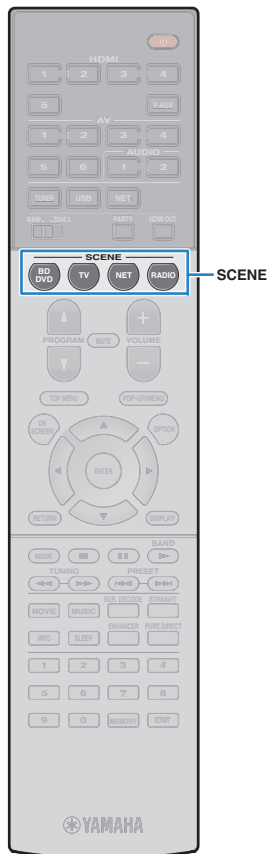 HDMI
1 2 3 4
5 V-AUX
AV
1 2 3 4
AUDIO
5 6 1 2
TUNER USB NET
MAIN ZONE 2 PARTY HDMI OUT
SCENE
BD DVD TV NET RADIO
SCENE
PROGRAM MUTE VOLUME
TOP MENU POP-UP/MENU
ON SCREEN OPTION
ENTER
RETURN DISPLAY
BAND
MODE
TUNING PRESET
MOVIE MUSIC SUR. DECODE STRAIGHT
ENHANCER PURE DIRECT
INFO SLEEP
1 2 3 4
5 6 7 8
9 0 MEMORY ENT
YAMAHA